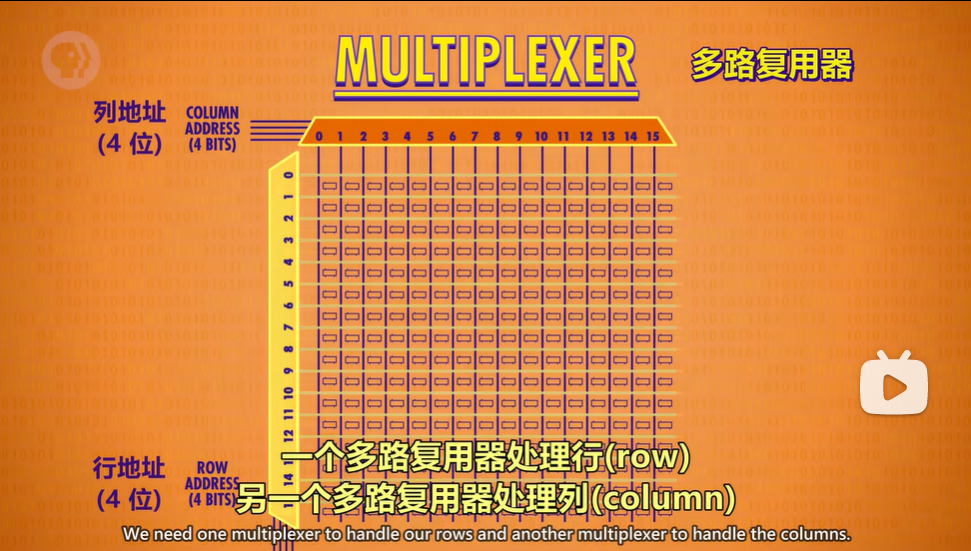 MULTIPLEXER
多路复用器
列地址
(4 位)
COLUMN
ADDRESS
(4 BITS)
0 1 2 3 4 5 6 7 8 9 10 11 12 13 14 15
0
1
2
3
4
5
6
7
8
9
10
11
12
14
行地址
(4 位)
ROW
ADDRESS
(4 BITS)
一个多路复用器处理行(row)
另一个多路复用器处理列(column)
We need one multiplexer to handle our rows and another multiplexer to handle the columns.